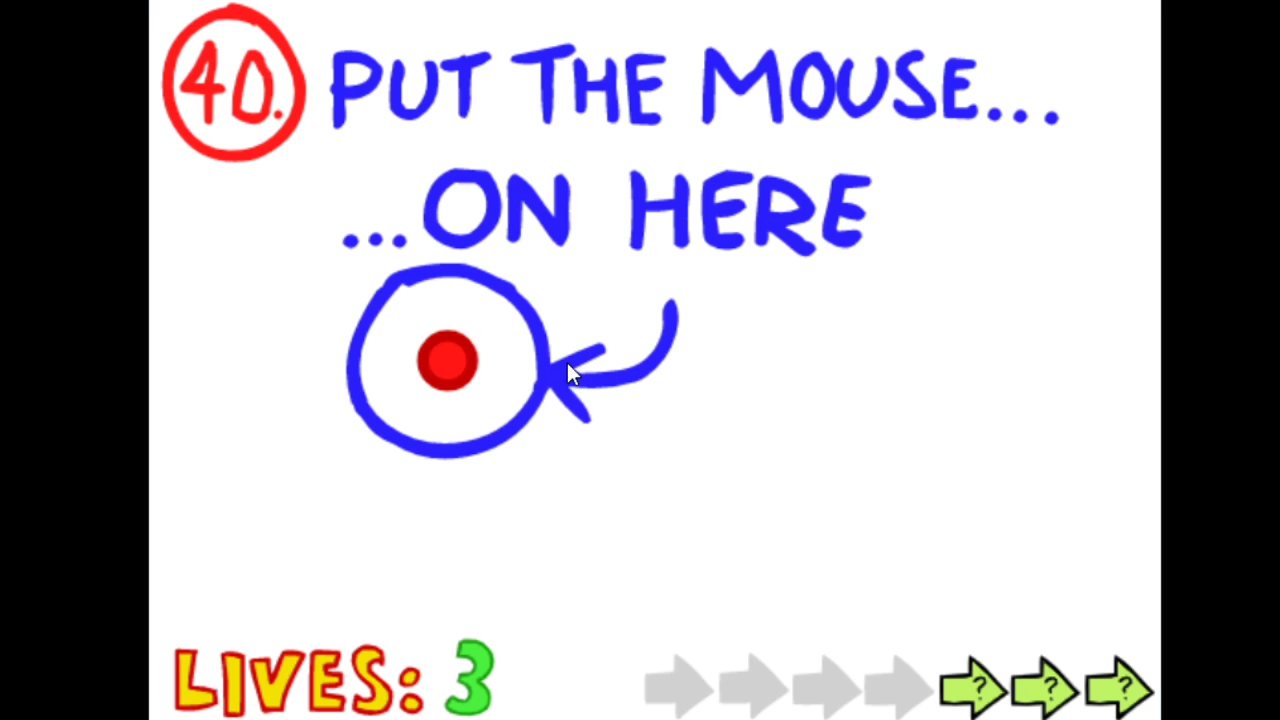 40. PUT THE MOUSE...
...ON HERE
LIVES: 3
? ? ?